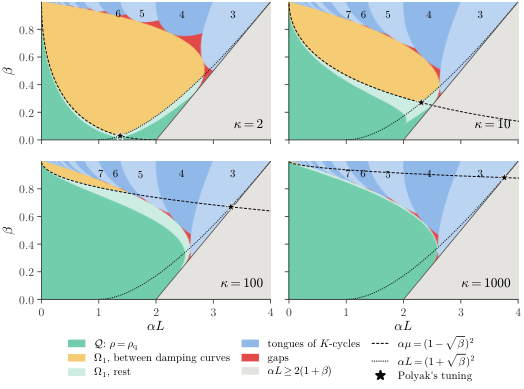 6 5 4 3
7 6 5 4 3
0.8
0.6
0.4
0.2
0.0
β
κ = 2
κ = 10
7 6 5 4 3
7 6 5 4 3
1.0
0.8
0.6
0.4
0.2
0.0
β
κ = 100
κ = 1000
0 1 2 3 4
0 1 2 3 4
αL
αL
Q: ρ = ρq
Ω₁, between damping curves
Ω₁, rest
tongues of K-cycles
gaps
αL ≥ 2(1 + β)
αμ = (1 − √β)²
αL = (1 + √β)²
Polyak's tuning